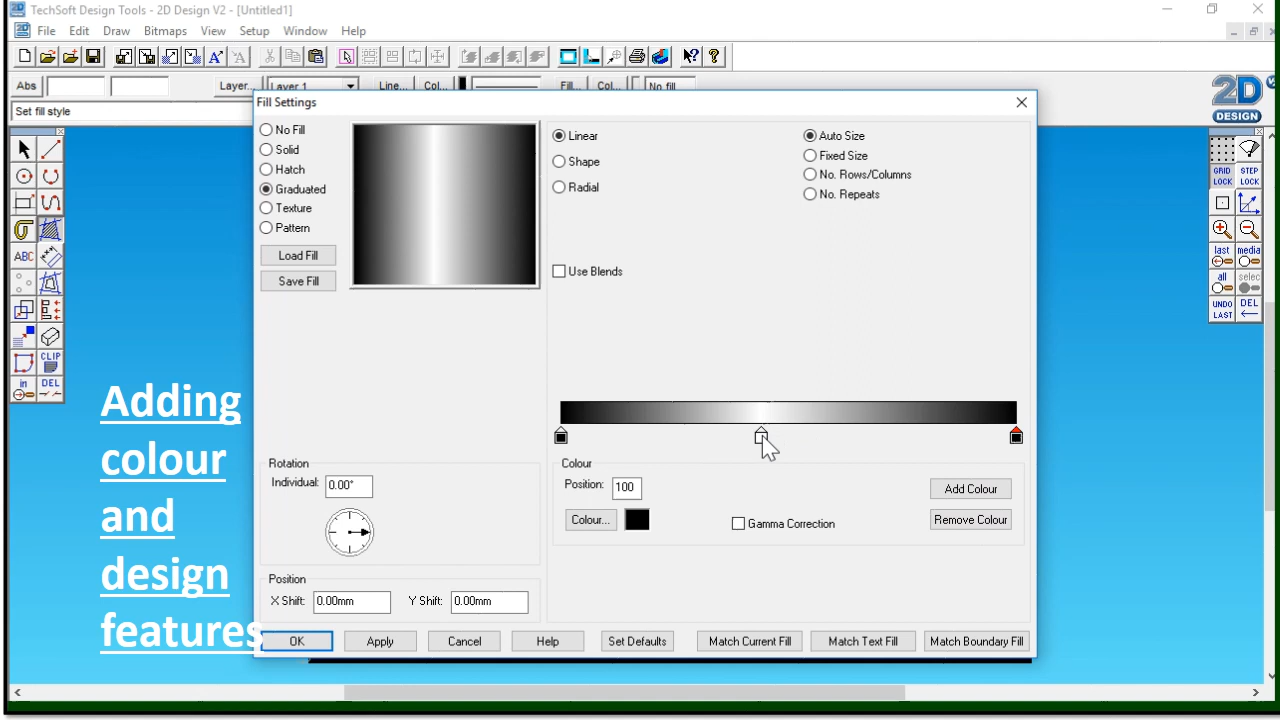 TechSoft Design Tools - 2D Design V2 - [Untitled1]
File Edit Draw Bitmaps View Setup Window Help
Abs Layer... Layer 1 Line... Col... Fill... Col... No fill
Set fill style
2D
DESIGN
Fill Settings
No Fill
Solid
Hatch
Graduated
Texture
Pattern
Load Fill
Save Fill
Linear
Shape
Radial
Auto Size
Fixed Size
No. Rows/Columns
No. Repeats
Use Blends
Rotation
Individual: 0.00°
Position
X Shift: 0.00mm Y Shift: 0.00mm
Colour
Position: 100
Colour...
Gamma Correction
Add Colour
Remove Colour
OK Apply Cancel Help Set Defaults Match Current Fill Match Text Fill Match Boundary Fill
ABC
CLIP
in DEL
GRID LOCK STEP LOCK
last media
all selec
UNDO LAST DEL
Adding
colour
and
design
features